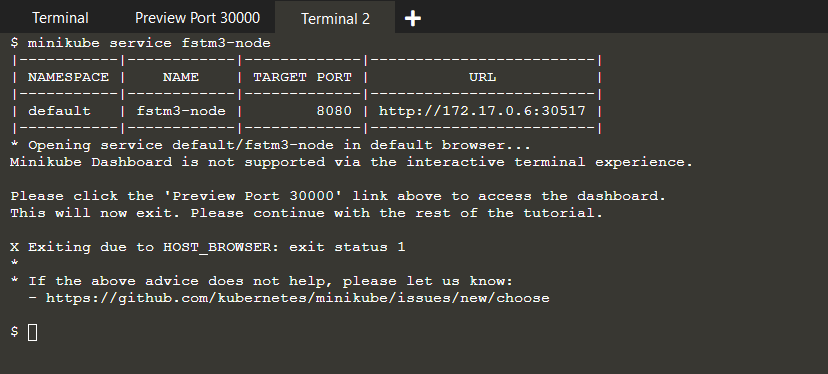 Terminal Preview Port 30000 Terminal 2 +
$ minikube service fstm3-node
|-----------|------------|-------------|-------------------------|
| NAMESPACE |    NAME    | TARGET PORT |           URL           |
|-----------|------------|-------------|-------------------------|
| default   | fstm3-node |        8080 | http://172.17.0.6:30517 |
|-----------|------------|-------------|-------------------------|
* Opening service default/fstm3-node in default browser...
Minikube Dashboard is not supported via the interactive terminal experience.
Please click the 'Preview Port 30000' link above to access the dashboard.
This will now exit. Please continue with the rest of the tutorial.
X Exiting due to HOST_BROWSER: exit status 1
*
* If the above advice does not help, please let us know:
  - https://github.com/kubernetes/minikube/issues/new/choose
$